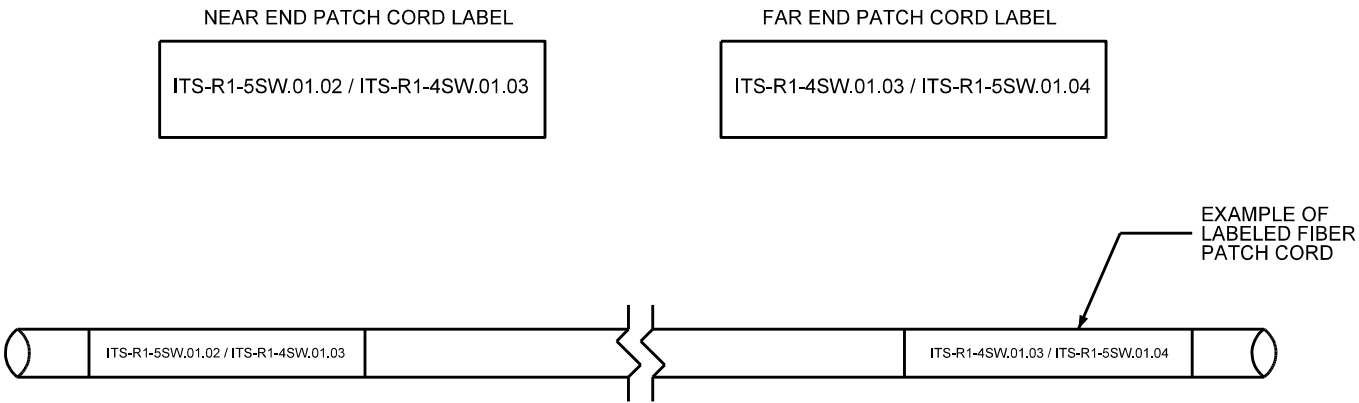 NEAR END PATCH CORD LABEL
FAR END PATCH CORD LABEL
ITS-R1-5SW.01.02 / ITS-R1-4SW.01.03
ITS-R1-4SW.01.03 / ITS-R1-5SW.01.04
EXAMPLE OF
LABELED FIBER
PATCH CORD
ITS-R1-5SW.01.02 / ITS-R1-4SW.01.03
ITS-R1-4SW.01.03 / ITS-R1-5SW.01.04